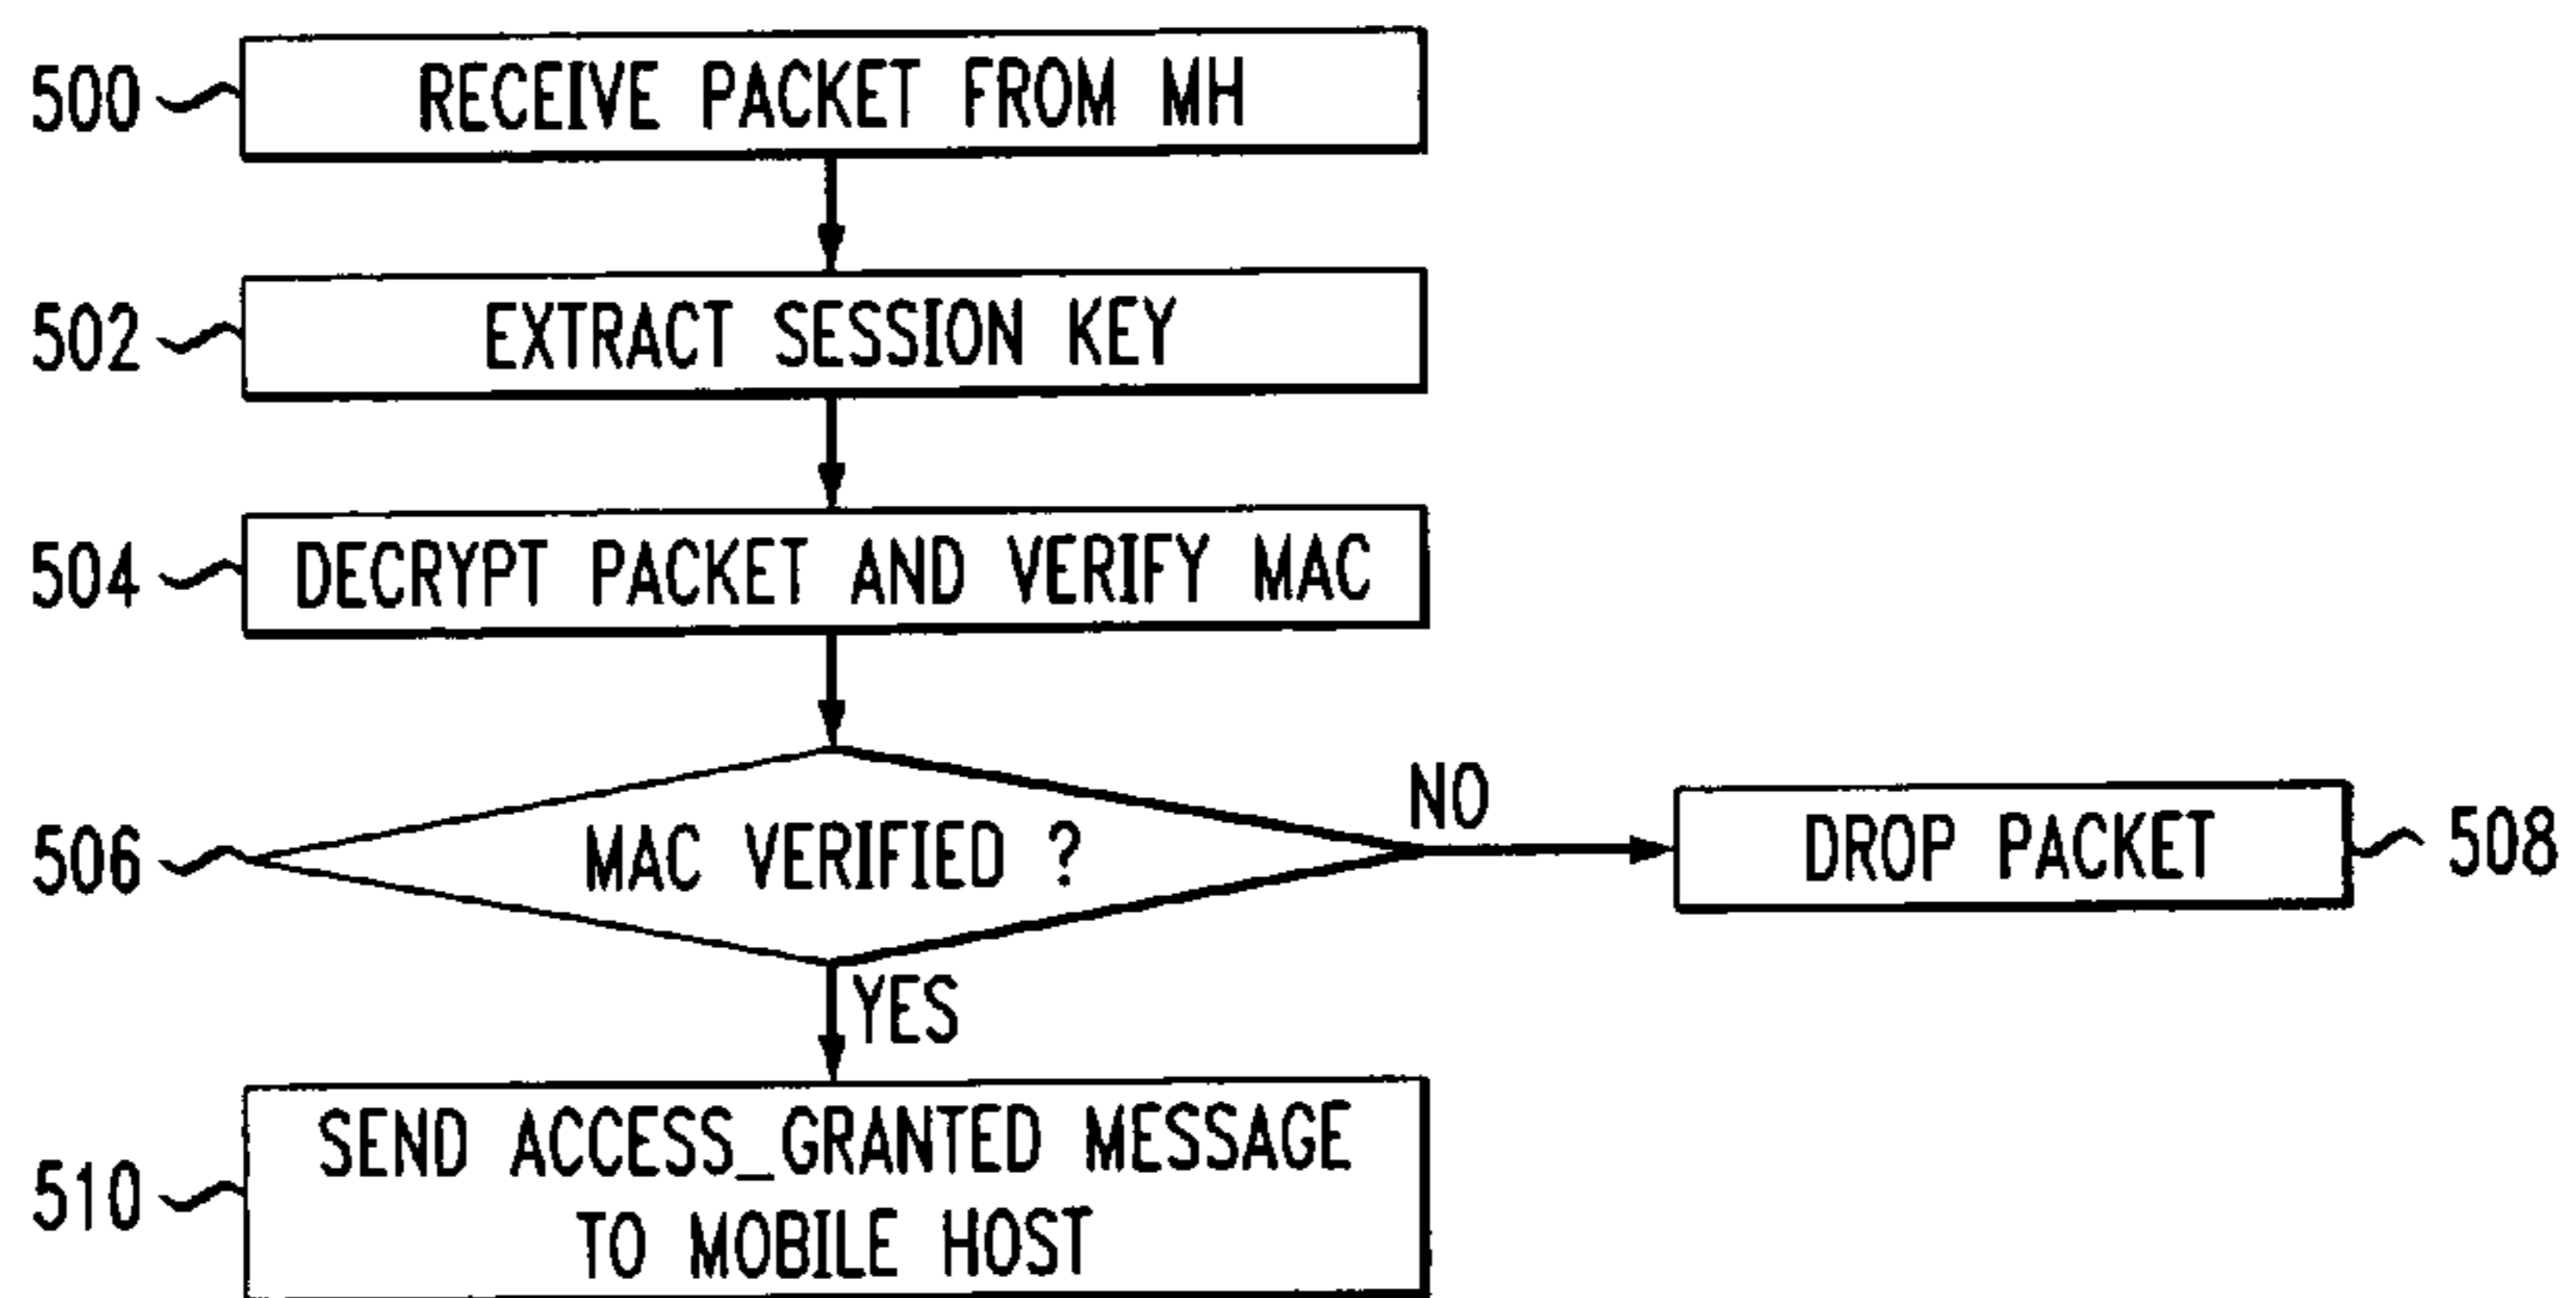 500 RECEIVE PACKET FROM MH
502 EXTRACT SESSION KEY
504 DECRYPT PACKET AND VERIFY MAC
NO
506 MAC VERIFIED ? DROP PACKET 508
YES
510 SEND ACCESS_GRANTED MESSAGE
TO MOBILE HOST